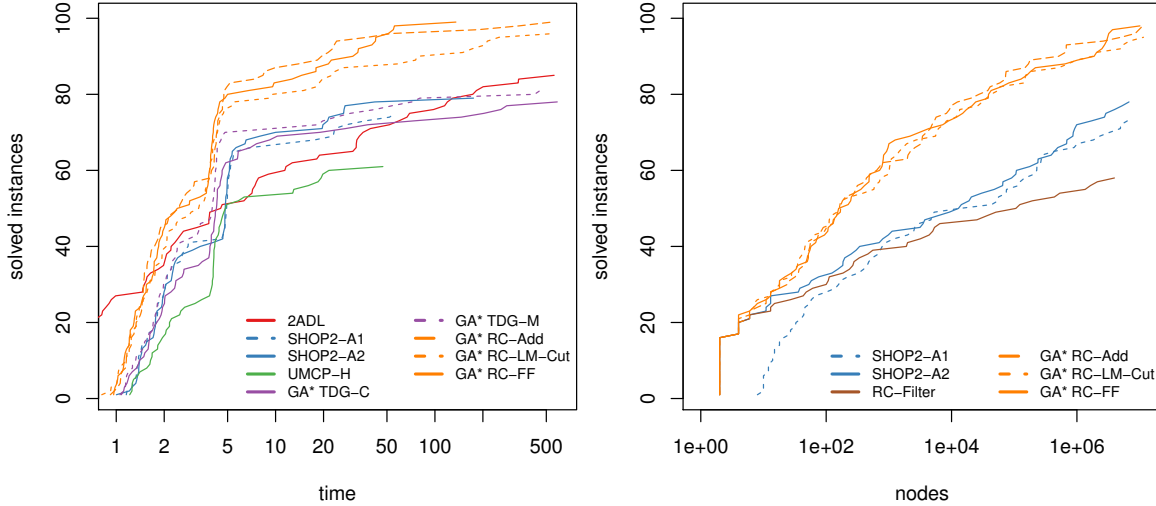 solved instances
100
80
60
40
20
0
2ADL
SHOP2−A1
SHOP2−A2
UMCP−H
GA* TDG−C
GA* TDG−M
GA* RC−Add
GA* RC−LM−Cut
GA* RC−FF
1 2 5 10 20 50 100 500
time
solved instances
100
80
60
40
20
0
SHOP2−A1
SHOP2−A2
RC−Filter
GA* RC−Add
GA* RC−LM−Cut
GA* RC−FF
1e+00 1e+02 1e+04 1e+06
nodes